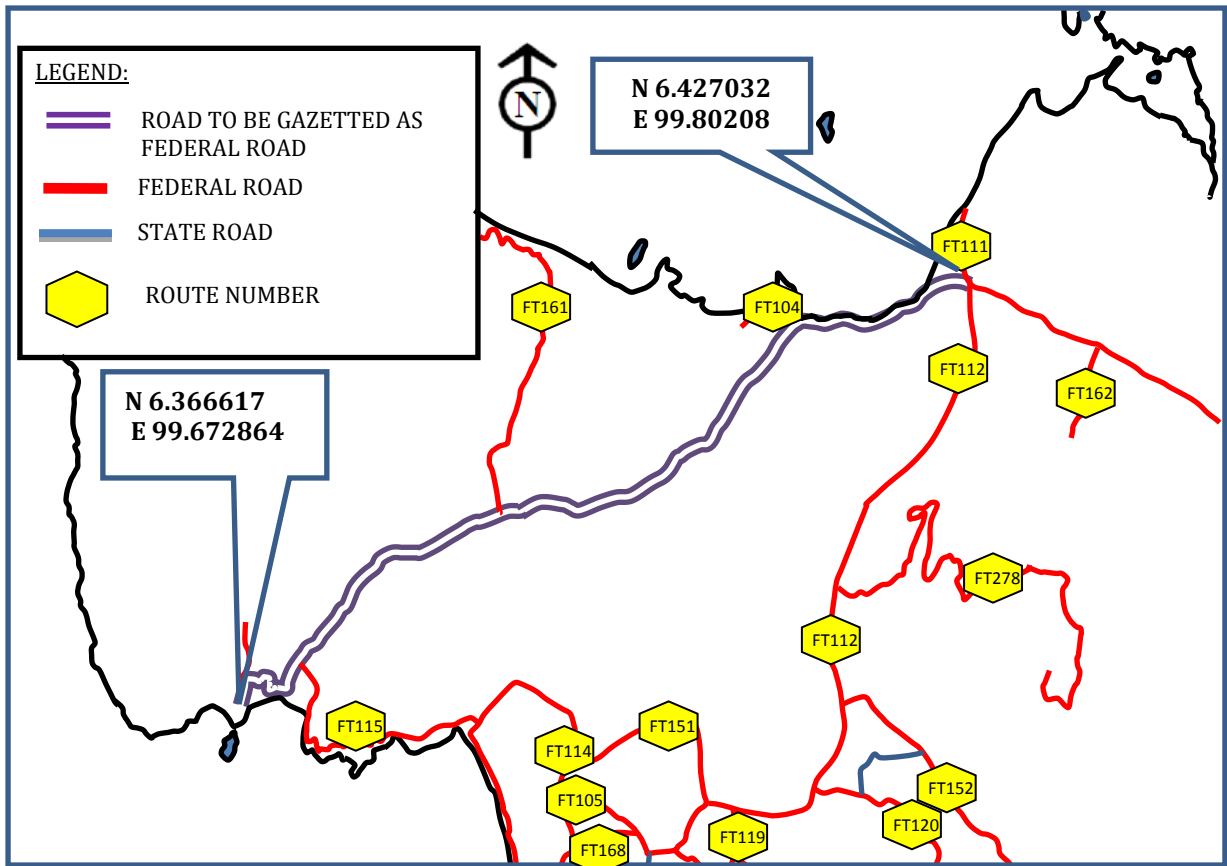 LEGEND:
ROAD TO BE GAZETTED AS
FEDERAL ROAD
FEDERAL ROAD
STATE ROAD
ROUTE NUMBER
N
N 6.427032
E 99.80208
FT111
FT161
FT104
FT112
FT162
N 6.366617
E 99.672864
FT278
FT112
FT115
FT151
FT114
FT105
FT152
FT120
FT119
FT168